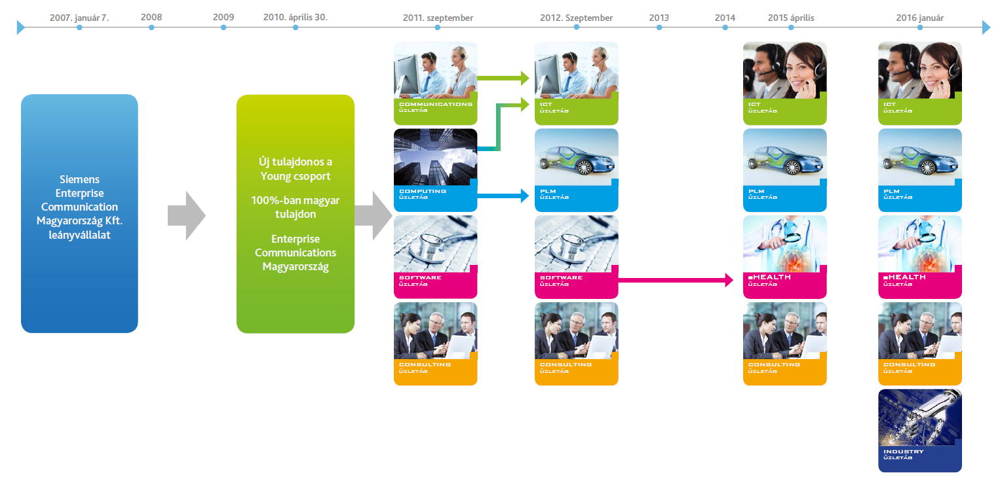 2007. január 7.
2008
2009
2010. április 30.
2011. szeptember
2012. Szeptember
2013
2014
2015 április
2016 január
Siemens
Enterprise
Communication
Magyarország Kft.
leányvállalat
Új tulajdonos a
Young csoport
100%-ban magyar
tulajdon
Enterprise
Communications
Magyarország
COMMUNICATIONS
ÜZLETÁG
COMPUTING
ÜZLETÁG
SOFTWARE
ÜZLETÁG
CONSULTING
ÜZLETÁG
ICT
ÜZLETÁG
PLM
ÜZLETÁG
SOFTWARE
ÜZLETÁG
CONSULTING
ÜZLETÁG
ICT
ÜZLETÁG
PLM
ÜZLETÁG
eHEALTH
ÜZLETÁG
CONSULTING
ÜZLETÁG
ICT
ÜZLETÁG
PLM
ÜZLETÁG
eHEALTH
ÜZLETÁG
CONSULTING
ÜZLETÁG
INDUSTRY
ÜZLETÁG